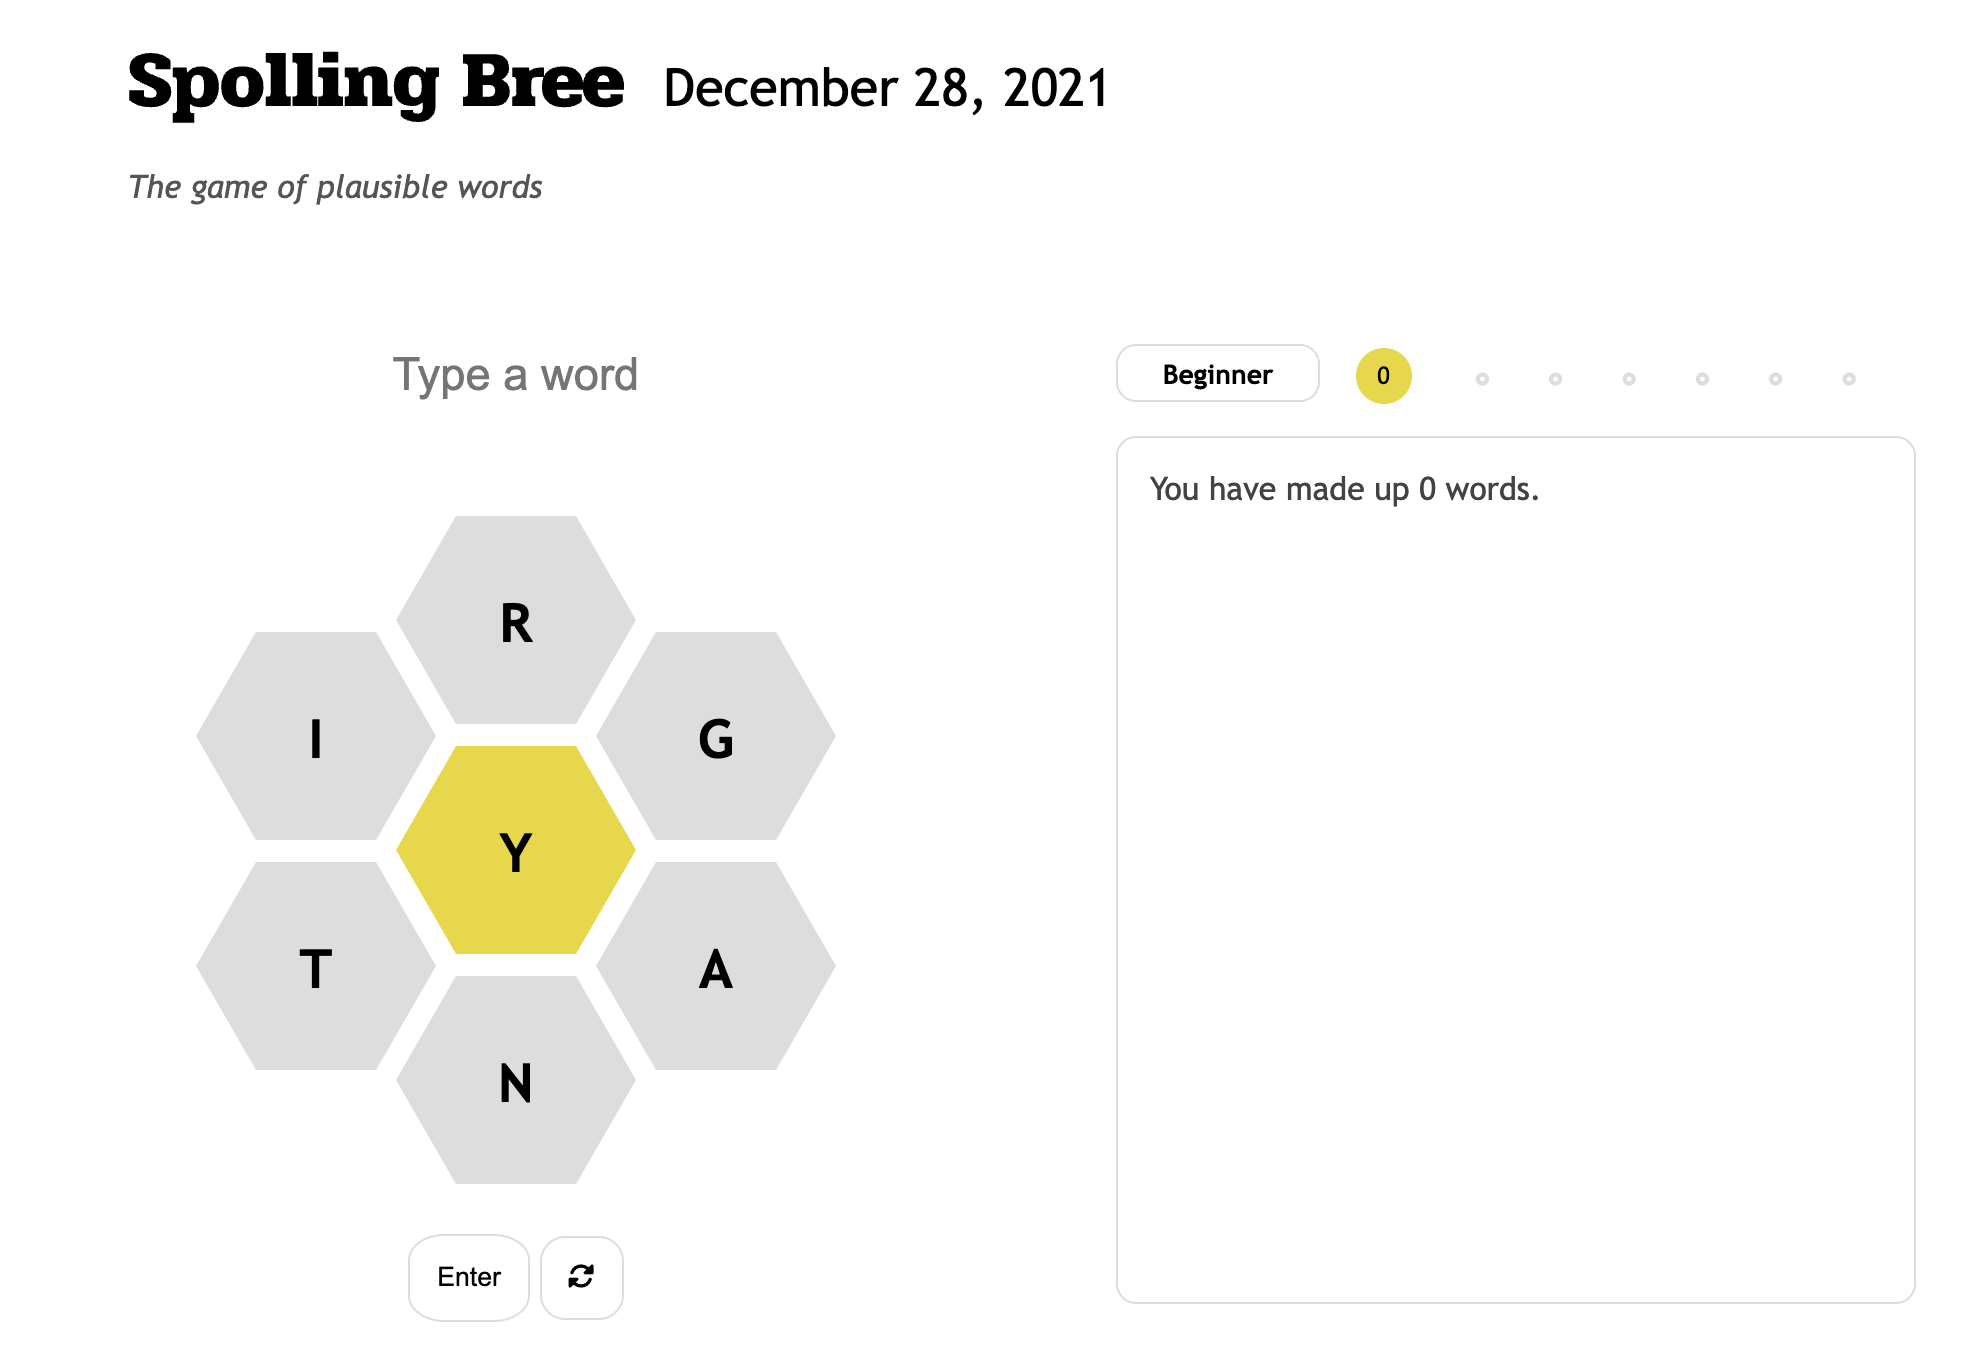 Spolling Bree December 28, 2021
The game of plausible words
Type a word
Beginner 0
You have made up 0 words.
R
I G
Y
T A
N
Enter